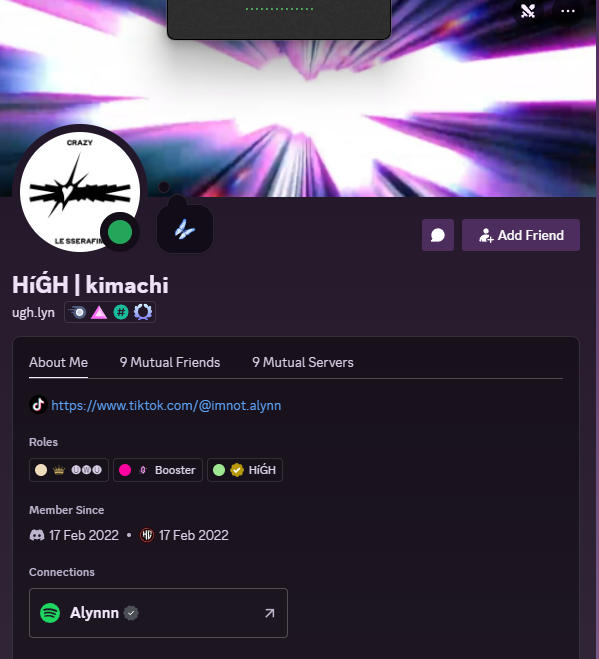 CRAZY
LE SSERAFIM
Add Friend
HíǴH | kimachi
ugh.lyn
About Me 9 Mutual Friends 9 Mutual Servers
https://www.tiktok.com/@imnot.alynn
Roles
🅤🅦🅤 Booster HíǴH
Member Since
17 Feb 2022 • 17 Feb 2022
Connections
Alynnn